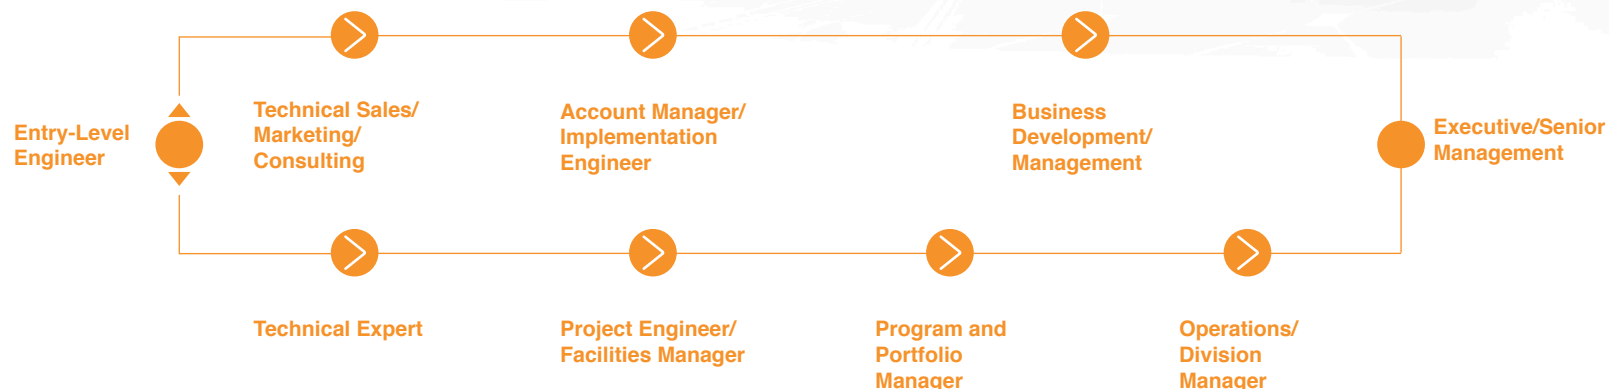 Entry-Level
Engineer
Technical Sales/
Marketing/
Consulting
Account Manager/
Implementation
Engineer
Business
Development/
Management
Executive/Senior
Management
Technical Expert
Project Engineer/
Facilities Manager
Program and
Portfolio
Manager
Operations/
Division
Manager